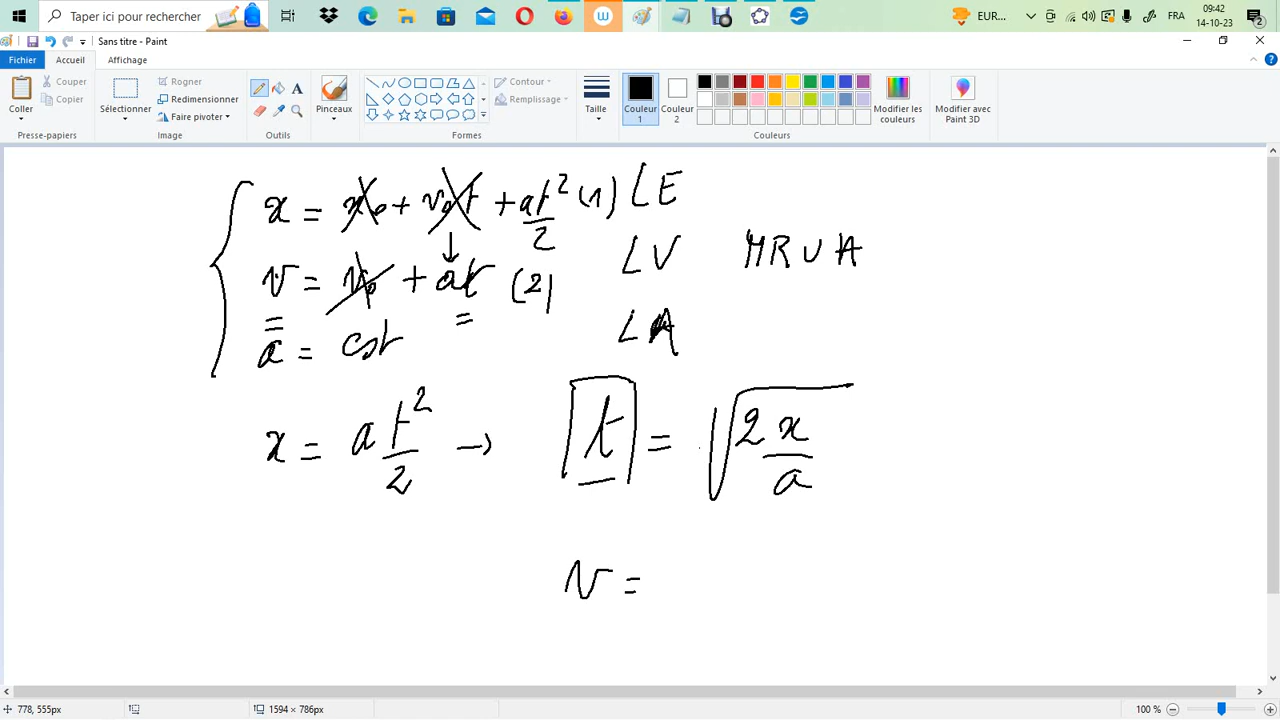 Taper ici pour rechercher
W
EUR...
FRA
09:42
14-10-23
2
Sans titre - Paint
Fichier Accueil Affichage
Coller
Couper
Copier
Presse-papiers
Sélectionner
Rogner
Redimensionner
Faire pivoter
Image
A
Outils
Pinceaux
Contour
Remplissage
Formes
Taille
Couleur 1
Couleur 2
Modifier les couleurs
Modifier avec Paint 3D
Couleurs
x = x₀ + v₀t + at²/2 (1) LE
v = v₀ + at (2) LV MRUA
a = cst LA
x = at²/2 → t = √(2x/a)
v =
778, 555px
1594 × 786px
100 %